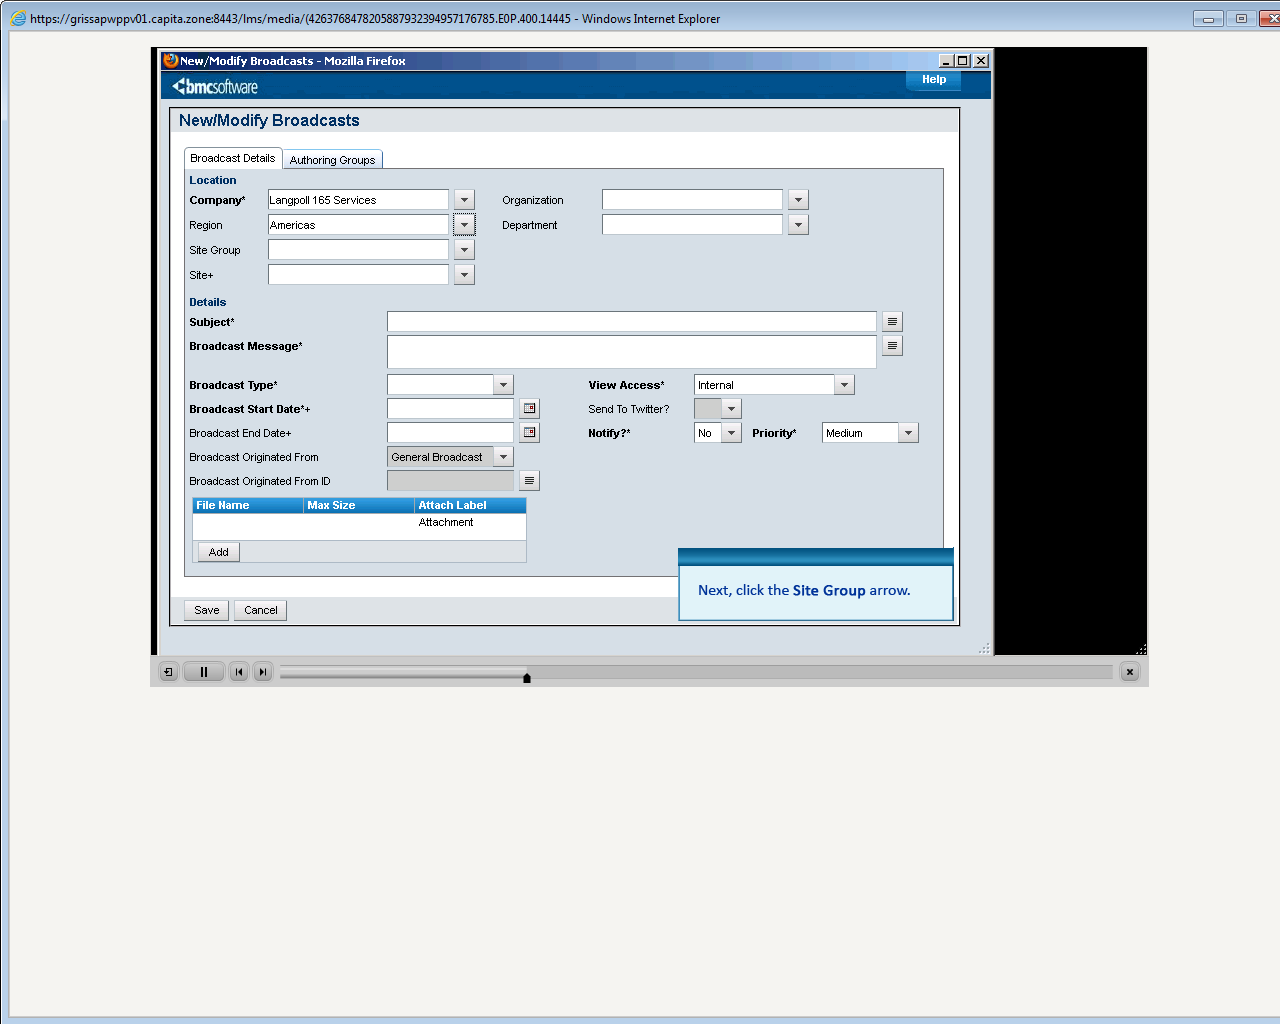 https://grissapwppv01.capita.zone:8443/lms/media/(4263768478205887932394957176785.E0P.400.14445 - Windows Internet Explorer
New/Modify Broadcasts - Mozilla Firefox
bmcsoftware
Help
New/Modify Broadcasts
Broadcast Details
Authoring Groups
Location
Company* Langpoll 165 Services Organization
Region Americas Department
Site Group
Site+
Details
Subject*
Broadcast Message*
Broadcast Type* View Access* Internal
Broadcast Start Date*+ Send To Twitter?
Broadcast End Date+ Notify?* No Priority* Medium
Broadcast Originated From General Broadcast
Broadcast Originated From ID
File Name Max Size Attach Label
Attachment
Add
Next, click the Site Group arrow.
Save Cancel